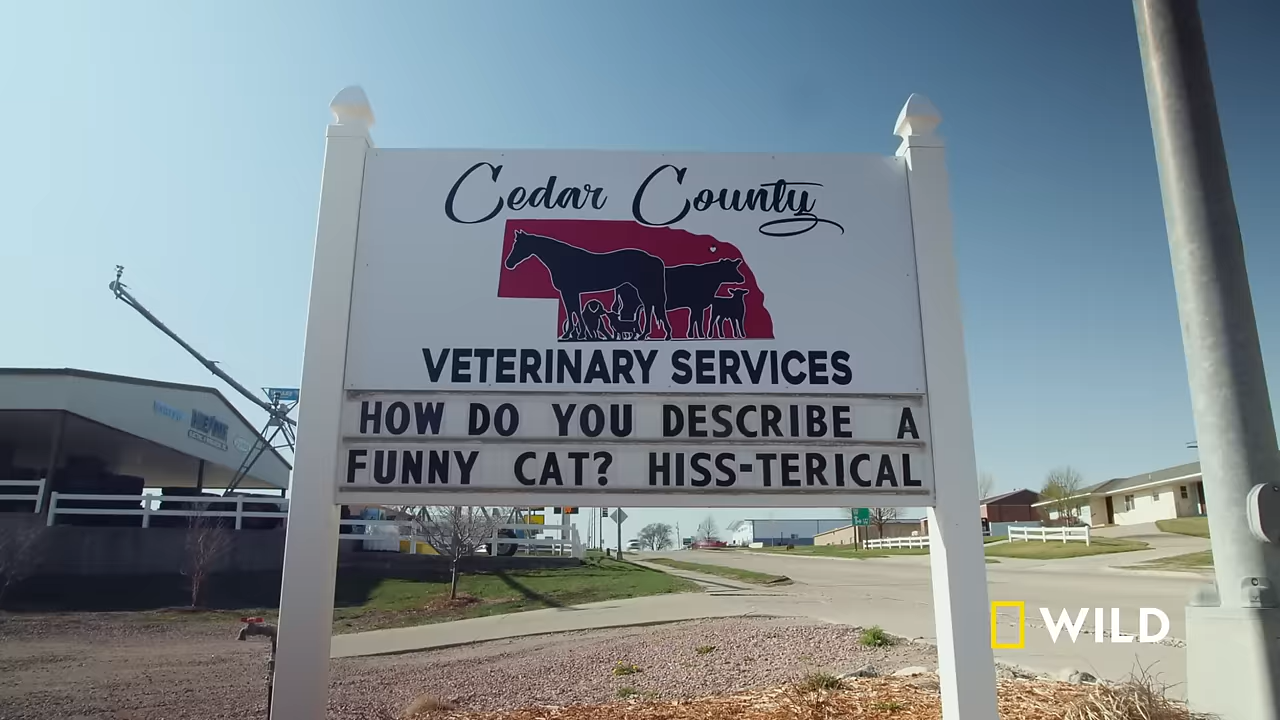 Cedar County
VETERINARY SERVICES
HOW DO YOU DESCRIBE A
FUNNY CAT? HISS-TERICAL
WILD